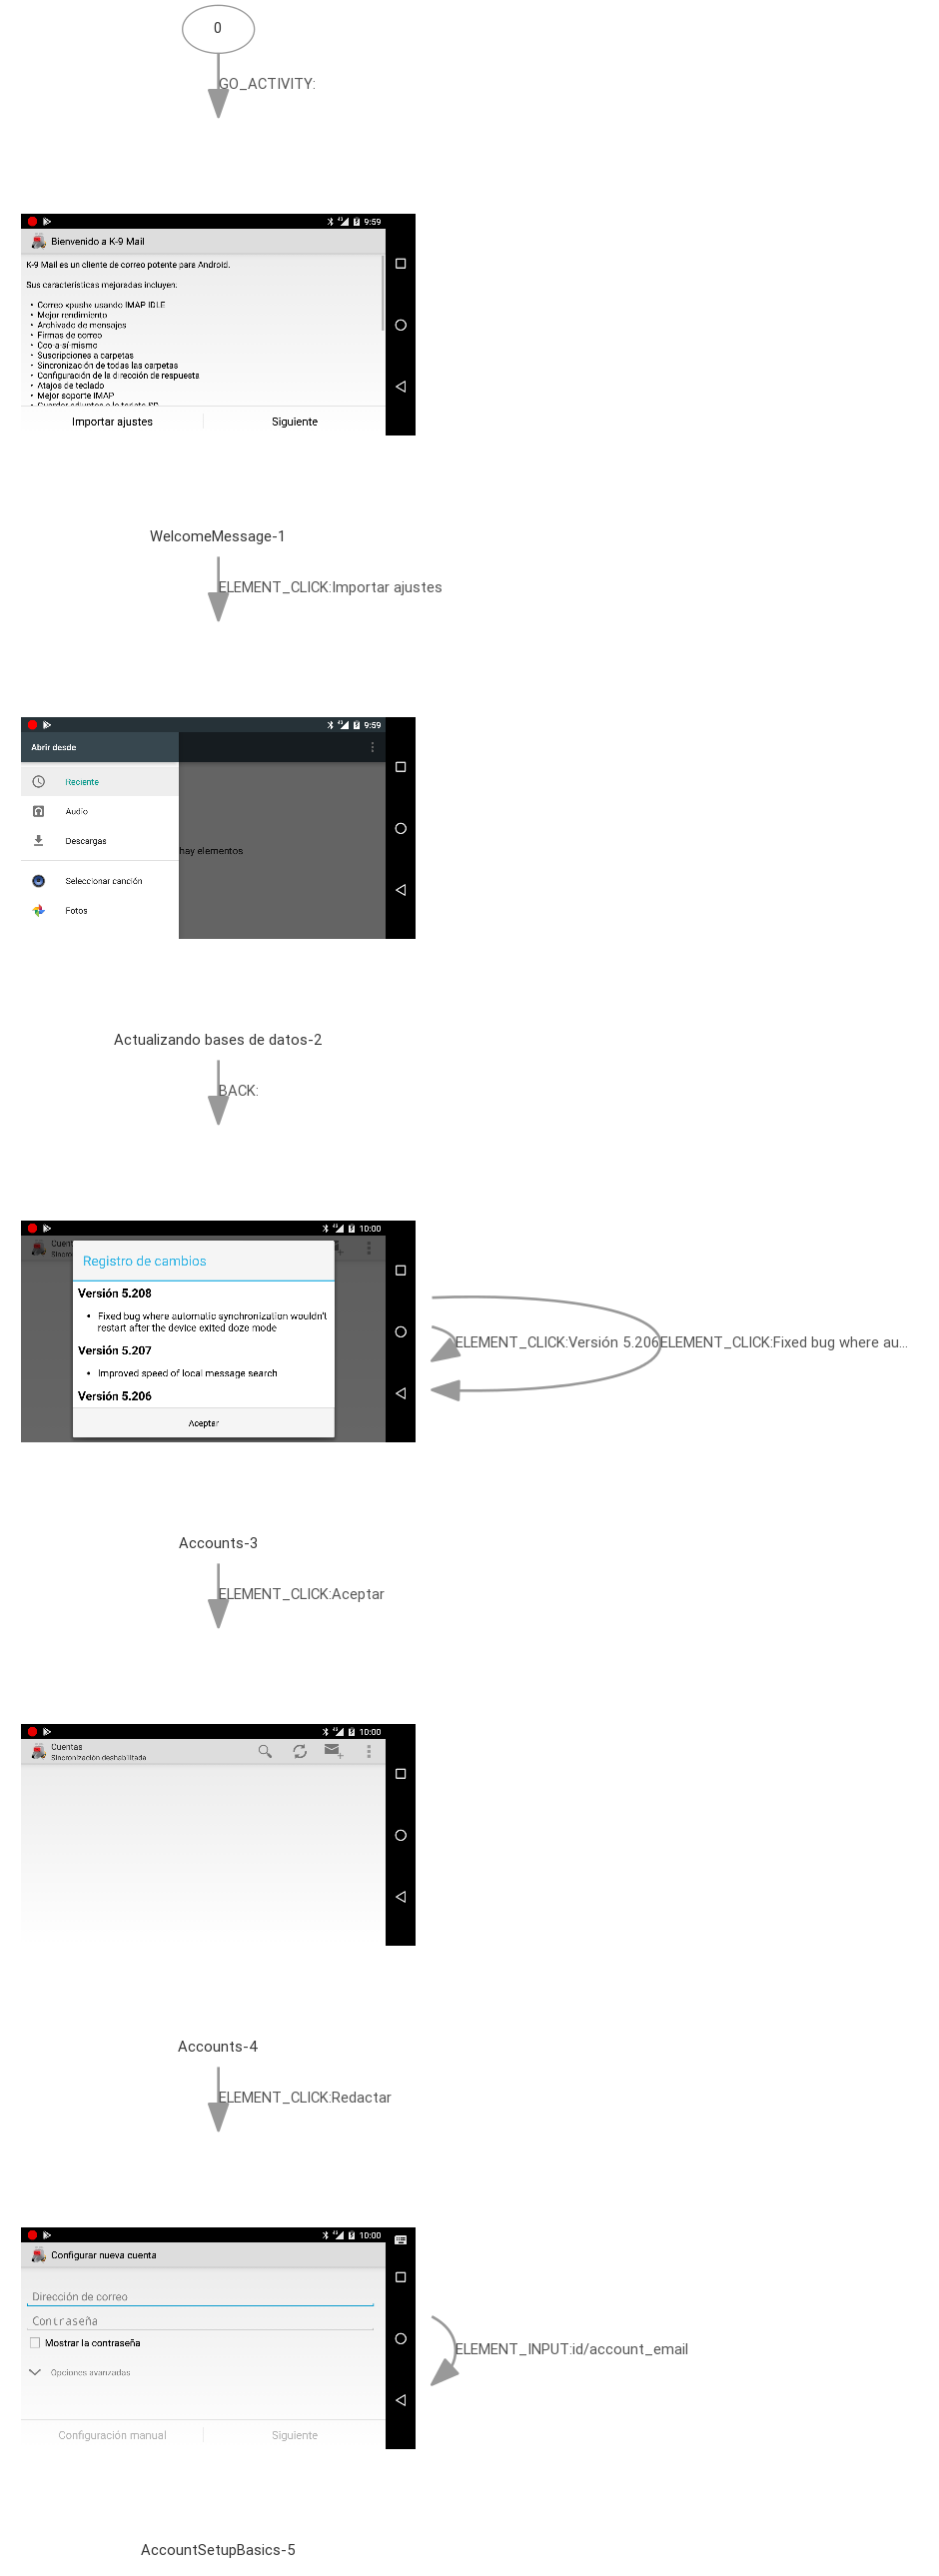 0
GO_ACTIVITY:
9:59
Bienvenido a K-9 Mail
K-9 Mail es un cliente de correo potente para Android.
Sus características mejoradas incluyen:
• Correo «push» usando IMAP IDLE
• Mejor rendimiento
• Archivado de mensajes
• Firmas de correo
• Cco-a-sí-mismo
• Suscripciones a carpetas
• Sincronización de todas las carpetas
• Configuración de la dirección de respuesta
• Atajos de teclado
• Mejor soporte IMAP
Importar ajustes
Siguiente
WelcomeMessage-1
ELEMENT_CLICK:Importar ajustes
9:59
Abrir desde
Reciente
Audio
Descargas
hay elementos
Seleccionar canción
Fotos
Actualizando bases de datos-2
BACK:
10:00
Registro de cambios
Versión 5.208
• Fixed bug where automatic synchronization wouldn't
restart after the device exited doze mode
Versión 5.207
• Improved speed of local message search
Versión 5.206
Aceptar
ELEMENT_CLICK:Versión 5.206
ELEMENT_CLICK:Fixed bug where au...
Accounts-3
ELEMENT_CLICK:Aceptar
10:00
Cuentas
Sincronización deshabilitada
Accounts-4
ELEMENT_CLICK:Redactar
10:00
Configurar nueva cuenta
Dirección de correo
Contraseña
Mostrar la contraseña
Opciones avanzadas
Configuración manual
Siguiente
ELEMENT_INPUT:id/account_email
AccountSetupBasics-5